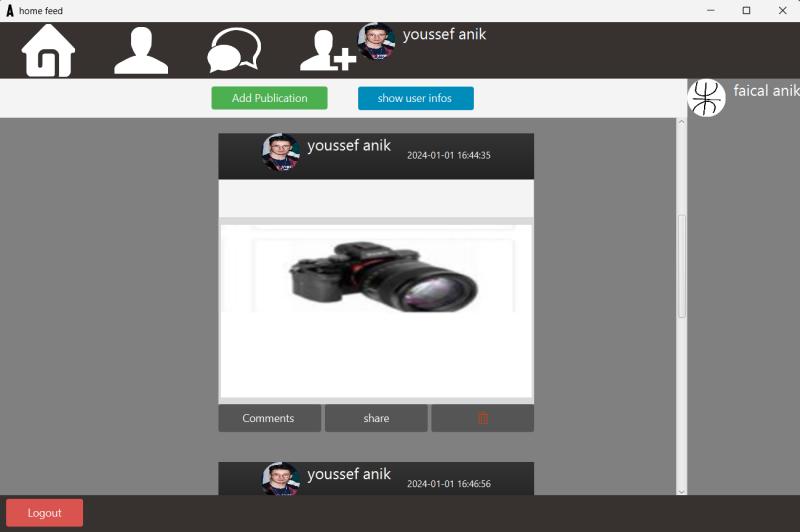 home feed
youssef anik
Add Publication
show user infos
faical anik
youssef anik
2024-01-01 16:44:35
Comments
share
youssef anik
2024-01-01 16:46:56
Logout